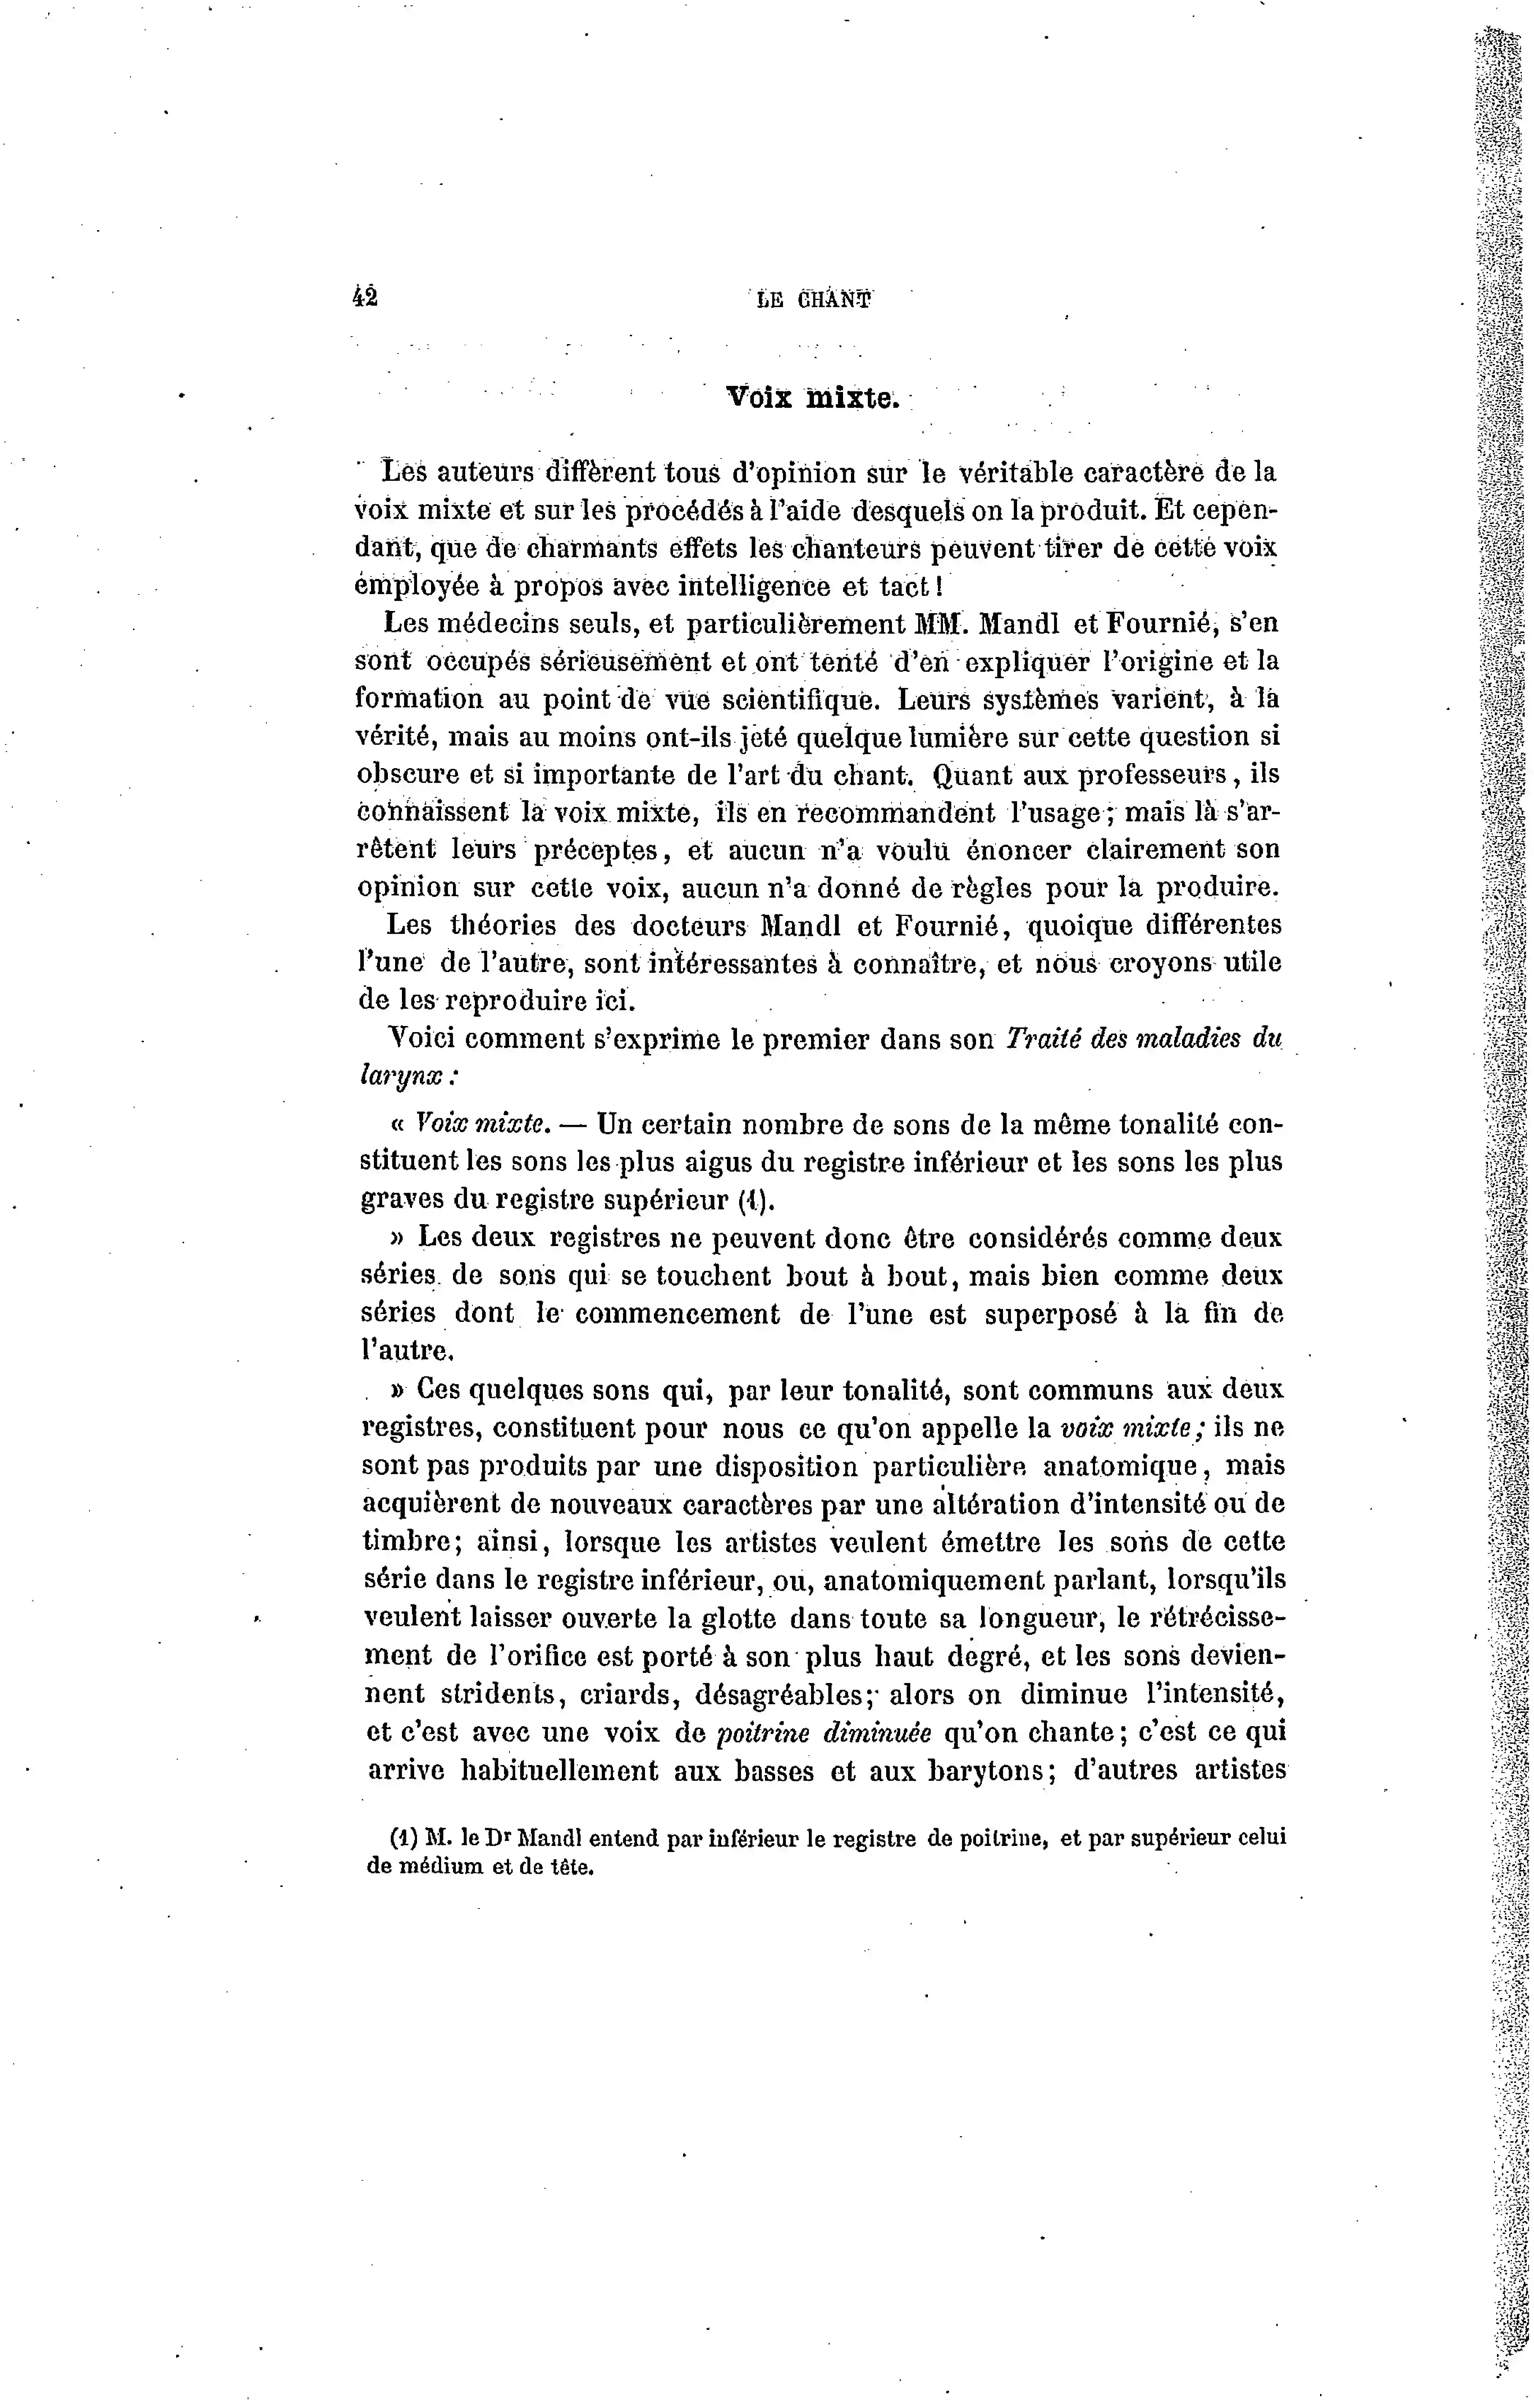 42
LE CHANT
Voix mixte.
Les auteurs diffèrent tous d'opinion sur le véritable caractère de la
voix mixte et sur les procédés à l'aide desquels on la produit. Et cepen-
dant, que de charmants effets les chanteurs peuvent tirer de cette voix
employée à propos avec intelligence et tact!
Les médecins seuls, et particulièrement MM. Mandl et Fournié, s'en
sont occupés sérieusement et ont tenté d'en expliquer l'origine et la
formation au point de vue scientifique. Leurs systèmes varient, à la
vérité, mais au moins ont-ils jeté quelque lumière sur cette question si
obscure et si importante de l'art du chant. Quant aux professeurs, ils
connaissent la voix mixte, ils en recommandent l'usage; mais là s'ar-
rêtent leurs préceptes, et aucun n'a voulu énoncer clairement son
opinion sur cette voix, aucun n'a donné de règles pour la produire.
Les théories des docteurs Mandl et Fournié, quoique différentes
l'une de l'autre, sont intéressantes à connaître, et nous croyons utile
de les reproduire ici.
Voici comment s'exprime le premier dans son Traité des maladies du
larynx :
« Voix mixte. — Un certain nombre de sons de la même tonalité con-
stituent les sons les plus aigus du registre inférieur et les sons les plus
graves du registre supérieur (1).
» Les deux registres ne peuvent donc être considérés comme deux
séries de sons qui se touchent bout à bout, mais bien comme deux
séries dont le commencement de l'une est superposé à la fin de
l'autre.
» Ces quelques sons qui, par leur tonalité, sont communs aux deux
registres, constituent pour nous ce qu'on appelle la voix mixte; ils ne
sont pas produits par une disposition particulière anatomique, mais
acquièrent de nouveaux caractères par une altération d'intensité ou de
timbre; ainsi, lorsque les artistes veulent émettre les sons de cette
série dans le registre inférieur, ou, anatomiquement parlant, lorsqu'ils
veulent laisser ouverte la glotte dans toute sa longueur, le rétrécisse-
ment de l'orifice est porté à son plus haut degré, et les sons devien-
nent stridents, criards, désagréables; alors on diminue l'intensité,
et c'est avec une voix de poitrine diminuée qu'on chante; c'est ce qui
arrive habituellement aux basses et aux barytons; d'autres artistes
(1) M. le Dr Mandl entend par inférieur le registre de poitrine, et par supérieur celui
de médium et de tête.